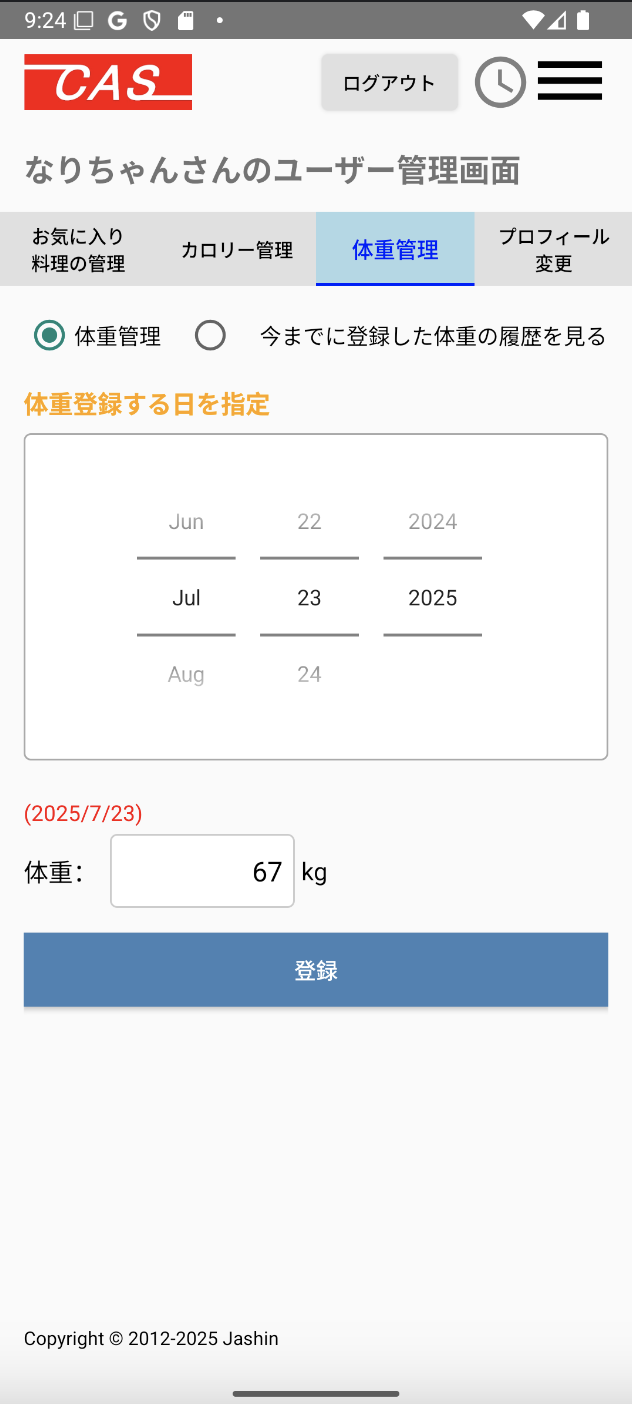 9:24
CAS
ログアウト
なりちゃんさんのユーザー管理画面
お気に入り
料理の管理
カロリー管理
体重管理
プロフィール
変更
体重管理
今までに登録した体重の履歴を見る
体重登録する日を指定
Jun 22 2024
Jul 23 2025
Aug 24
(2025/7/23)
体重: 67 kg
登録
Copyright © 2012-2025 Jashin